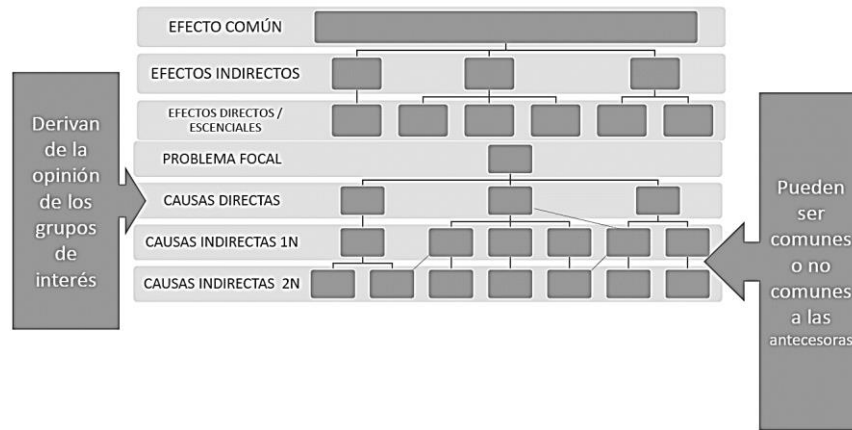 EFECTO COMÚN
EFECTOS INDIRECTOS
EFECTOS DIRECTOS /
ESCENCIALES
PROBLEMA FOCAL
CAUSAS DIRECTAS
CAUSAS INDIRECTAS 1N
CAUSAS INDIRECTAS 2N
Derivan
de la
opinión
de los
grupos
de
interés
Pueden
ser
comunes
o no
comunes
a las
antecesoras